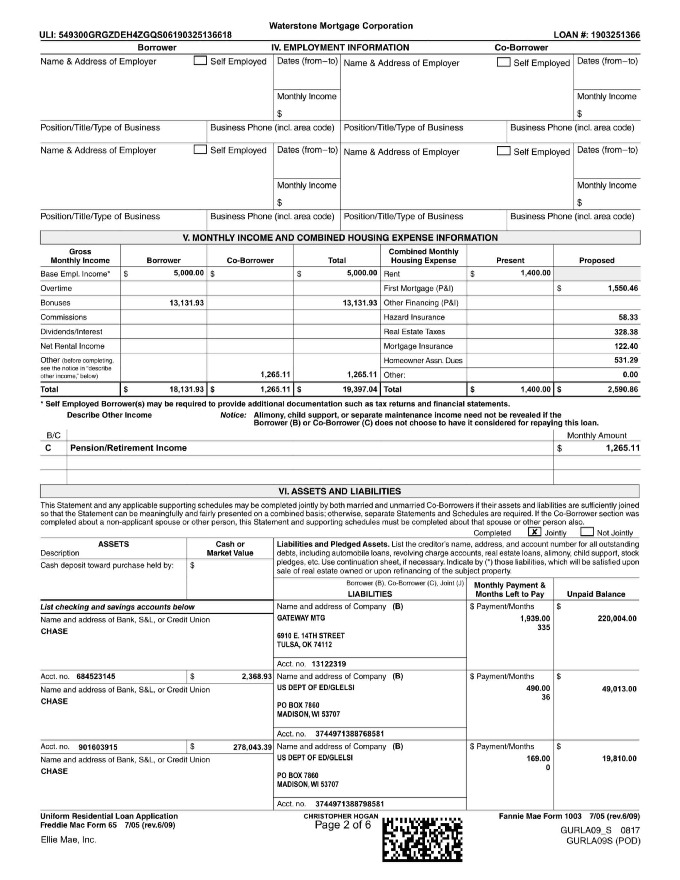 Waterstone Mortgage Corporation
ULI: 549300GRGZDEH4ZGQS06190325136618 LOAN #: 1903251366
Borrower IV. EMPLOYMENT INFORMATION Co-Borrower
Name & Address of Employer Self Employed Dates (from–to) Name & Address of Employer Self Employed Dates (from–to)
Monthly Income Monthly Income
$ $
Position/Title/Type of Business Business Phone (incl. area code) Position/Title/Type of Business Business Phone (incl. area code)
Name & Address of Employer Self Employed Dates (from–to) Name & Address of Employer Self Employed Dates (from–to)
Monthly Income Monthly Income
$ $
Position/Title/Type of Business Business Phone (incl. area code) Position/Title/Type of Business Business Phone (incl. area code)
V. MONTHLY INCOME AND COMBINED HOUSING EXPENSE INFORMATION
Gross Monthly Income Borrower Co-Borrower Total Combined Monthly Housing Expense Present Proposed
Base Empl. Income* $ 5,000.00 $ $ 5,000.00 Rent $ 1,400.00
Overtime First Mortgage (P&I) $ 1,550.46
Bonuses 13,131.93 13,131.93 Other Financing (P&I)
Commissions Hazard Insurance 58.33
Dividends/Interest Real Estate Taxes 328.38
Net Rental Income Mortgage Insurance 122.40
Other (before completing, Homeowner Assn. Dues 531.29
see the notice in "describe
other income," below) 1,265.11 1,265.11 Other: 0.00
Total $ 18,131.93 $ 1,265.11 $ 19,397.04 Total $ 1,400.00 $ 2,590.86
* Self Employed Borrower(s) may be required to provide additional documentation such as tax returns and financial statements.
Describe Other Income Notice: Alimony, child support, or separate maintenance income need not be revealed if the
Borrower (B) or Co-Borrower (C) does not choose to have it considered for repaying this loan.
B/C Monthly Amount
C Pension/Retirement Income $ 1,265.11
VI. ASSETS AND LIABILITIES
This Statement and any applicable supporting schedules may be completed jointly by both married and unmarried Co-Borrowers if their assets and liabilities are sufficiently joined
so that the Statement can be meaningfully and fairly presented on a combined basis; otherwise, separate Statements and Schedules are required. If the Co-Borrower section was
completed about a non-applicant spouse or other person, this Statement and supporting schedules must be completed about that spouse or other person also.
Completed X Jointly Not Jointly
ASSETS Cash or Market Value
Description
Cash deposit toward purchase held by: $
Liabilities and Pledged Assets. List the creditor's name, address, and account number for all outstanding
debts, including automobile loans, revolving charge accounts, real estate loans, alimony, child support, stock
pledges, etc. Use continuation sheet, if necessary. Indicate by (*) those liabilities, which will be satisfied upon
sale of real estate owned or upon refinancing of the subject property.
Borrower (B), Co-Borrower (C), Joint (J)
LIABILITIES Monthly Payment & Months Left to Pay Unpaid Balance
List checking and savings accounts below Name and address of Company (B) $ Payment/Months $
Name and address of Bank, S&L, or Credit Union GATEWAY MTG 1,939.00 220,004.00
CHASE 335
6910 E. 14TH STREET
TULSA, OK 74112
Acct. no. 13122319
Acct. no. 684523145 $ 2,368.93 Name and address of Company (B) $ Payment/Months $
Name and address of Bank, S&L, or Credit Union US DEPT OF ED/GLELSI 490.00 49,013.00
CHASE 36
PO BOX 7860
MADISON, WI 53707
Acct. no. 3744971388768581
Acct. no. 901603915 $ 278,043.39 Name and address of Company (B) $ Payment/Months $
Name and address of Bank, S&L, or Credit Union US DEPT OF ED/GLELSI 169.00 19,810.00
CHASE 0
PO BOX 7860
MADISON, WI 53707
Acct. no. 3744971388798581
Uniform Residential Loan Application CHRISTOPHER HOGAN Fannie Mae Form 1003 7/05 (rev.6/09)
Freddie Mac Form 65 7/05 (rev.6/09) Page 2 of 6
GURLA09_S 0817
Ellie Mae, Inc. GURLA09S (POD)